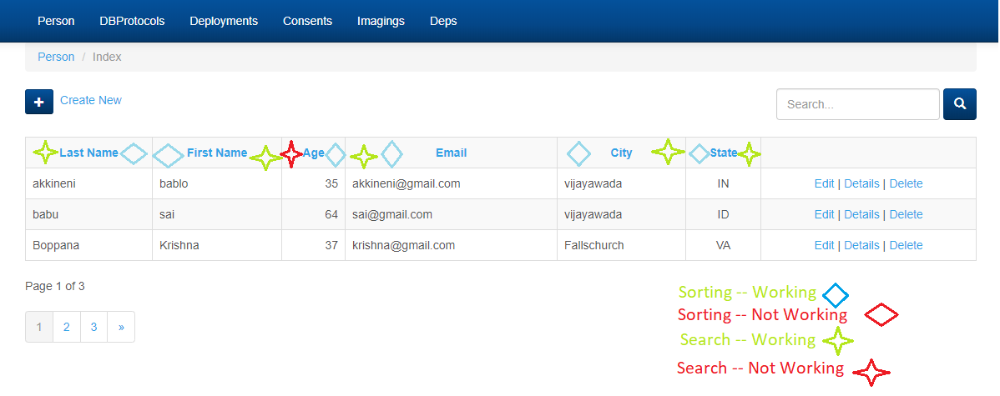 Person DBProtocols Deployments Consents Imagings Deps
Person / Index
+ Create New Search...
Last Name First Name Age Email City State
akkineni bablo 35 akkineni@gmail.com vijayawada IN Edit | Details | Delete
babu sai 64 sai@gmail.com vijayawada ID Edit | Details | Delete
Boppana Krishna 37 krishna@gmail.com Fallschurch VA Edit | Details | Delete
Page 1 of 3
Sorting -- Working
Sorting -- Not Working
1 2 3 »
Search -- Working
Search -- Not Working